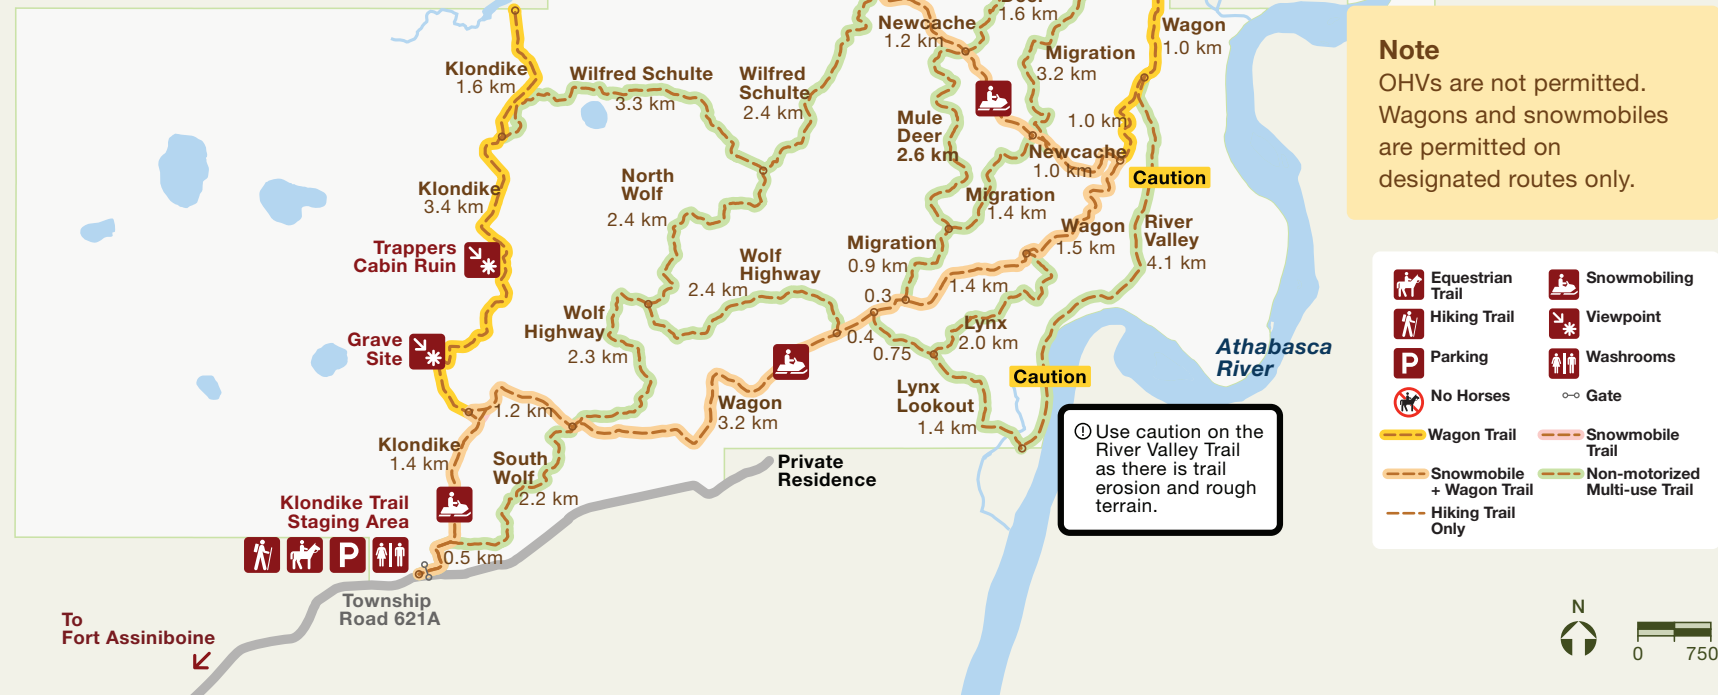 Deer
1.6 km
Newcache
1.2 km
Wagon
1.0 km
Migration
3.2 km
Klondike
1.6 km
Wilfred Schulte
3.3 km
Wilfred
Schulte
2.4 km
Mule
Deer
2.6 km
1.0 km
Newcache
1.0 km
Caution
Klondike
3.4 km
North
Wolf
2.4 km
Migration
1.4 km
Wagon
1.5 km
River
Valley
4.1 km
Trappers
Cabin Ruin
Wolf
Highway
2.4 km
Migration
0.9 km
0.3
1.4 km
Wolf
Highway
2.3 km
0.4
0.75
Lynx
2.0 km
Grave
Site
Athabasca
River
Caution
Lynx
Lookout
1.4 km
1.2 km
Wagon
3.2 km
Klondike
1.4 km
South
Wolf
2.2 km
Private
Residence
Use caution on the
River Valley Trail
as there is trail
erosion and rough
terrain.
Klondike Trail
Staging Area
P
0.5 km
Township
Road 621A
To
Fort Assiniboine
Note
OHVs are not permitted.
Wagons and snowmobiles
are permitted on
designated routes only.
Equestrian
Trail
Snowmobiling
Hiking Trail
Viewpoint
P
Parking
Washrooms
No Horses
Gate
Wagon Trail
Snowmobile
Trail
Snowmobile
+ Wagon Trail
Non-motorized
Multi-use Trail
Hiking Trail
Only
N
0
750